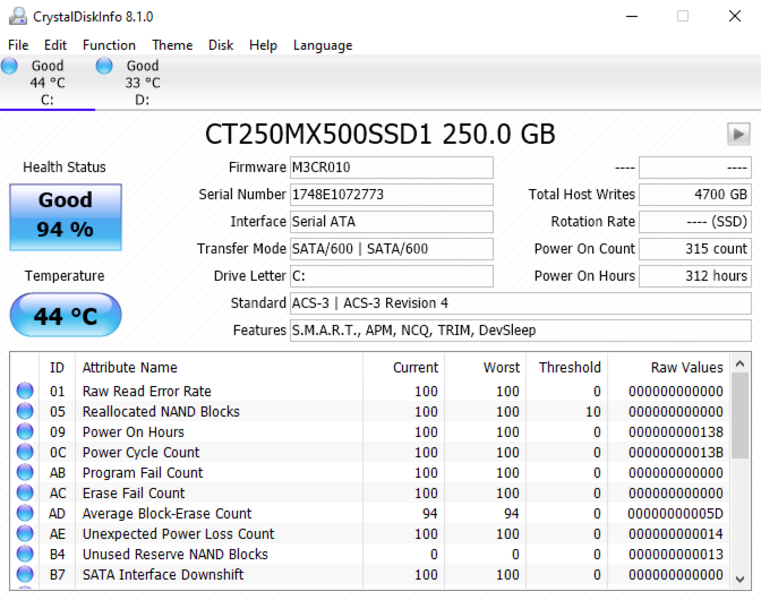 CrystalDiskInfo 8.1.0
File Edit Function Theme Disk Help Language
Good Good
44 °C 33 °C
C: D:
CT250MX500SSD1 250.0 GB
Health Status
Good
94 %
Temperature
44 °C
Firmware M3CR010 ---- ----
Serial Number 1748E1072773 Total Host Writes 4700 GB
Interface Serial ATA Rotation Rate ---- (SSD)
Transfer Mode SATA/600 | SATA/600 Power On Count 315 count
Drive Letter C: Power On Hours 312 hours
Standard ACS-3 | ACS-3 Revision 4
Features S.M.A.R.T., APM, NCQ, TRIM, DevSleep
ID Attribute Name Current Worst Threshold Raw Values
01 Raw Read Error Rate 100 100 0 000000000000
05 Reallocated NAND Blocks 100 100 10 000000000000
09 Power On Hours 100 100 0 000000000138
0C Power Cycle Count 100 100 0 00000000013B
AB Program Fail Count 100 100 0 000000000000
AC Erase Fail Count 100 100 0 000000000000
AD Average Block-Erase Count 94 94 0 00000000005D
AE Unexpected Power Loss Count 100 100 0 000000000014
B4 Unused Reserve NAND Blocks 0 0 0 000000000013
B7 SATA Interface Downshift 100 100 0 000000000000